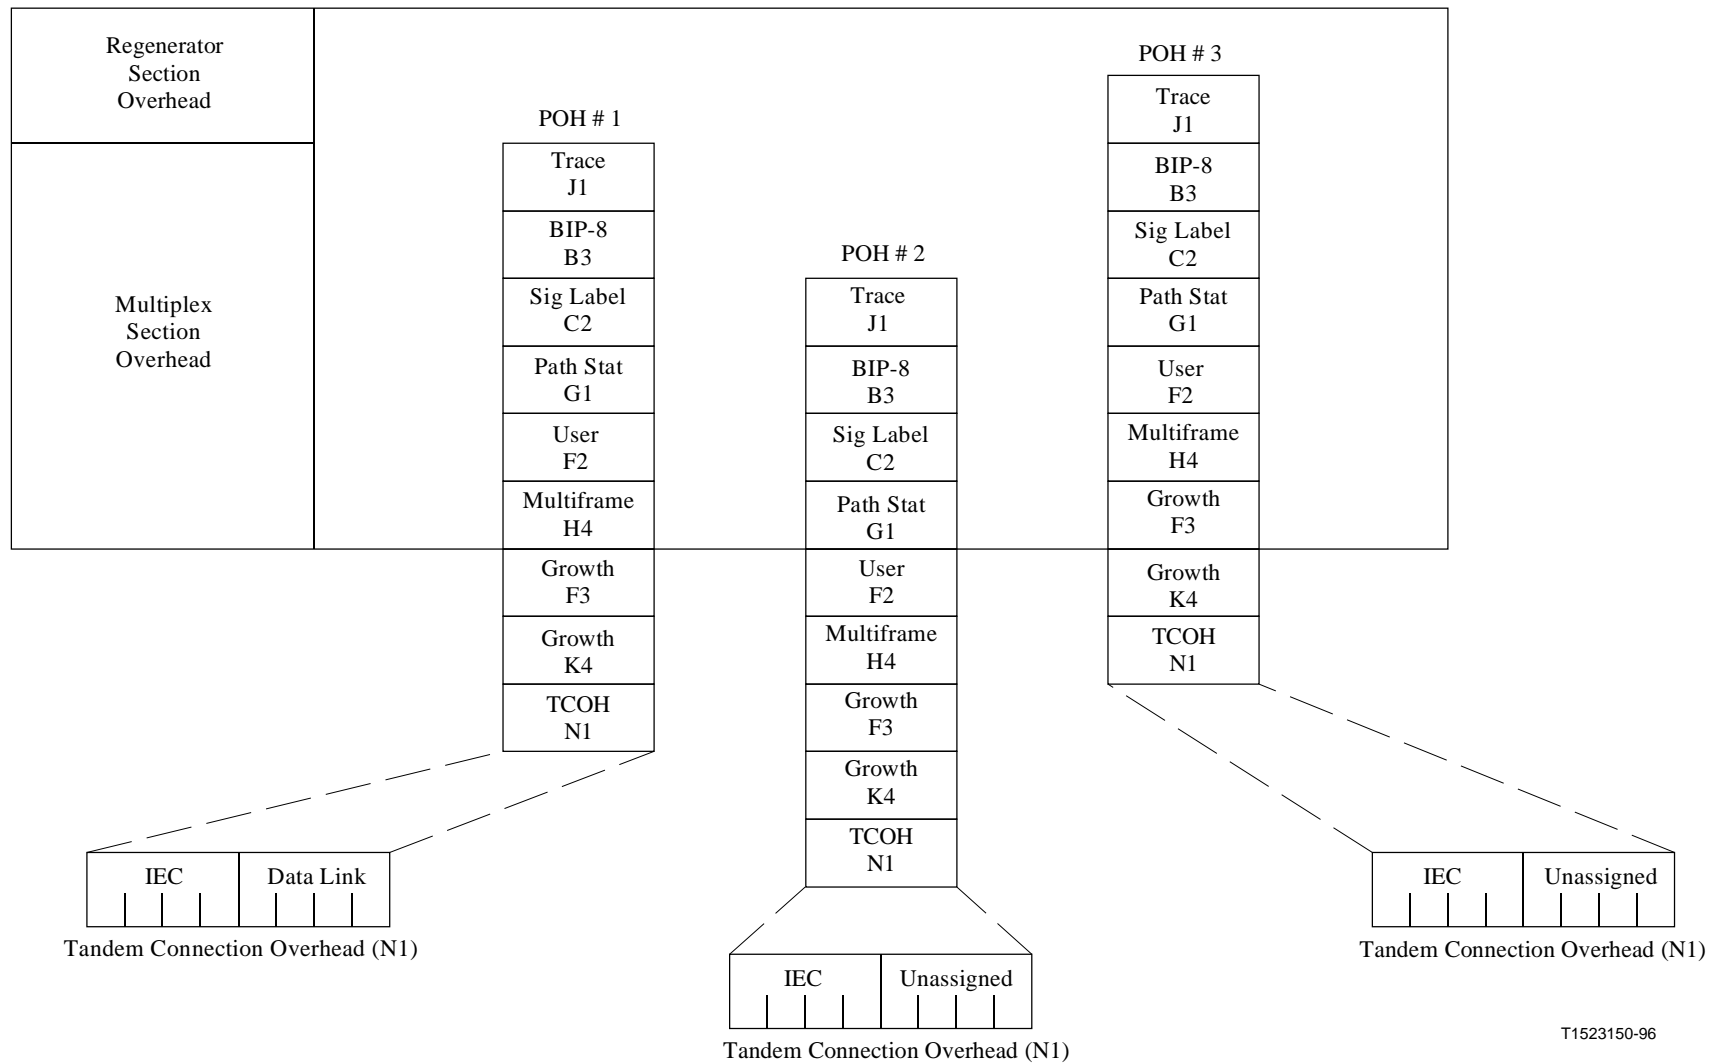 Regenerator
Section
Overhead
Multiplex
Section
Overhead
POH # 1
Trace
J1
BIP-8
B3
Sig Label
C2
Path Stat
G1
User
F2
Multiframe
H4
Growth
F3
Growth
K4
TCOH
N1
IEC
Data Link
Tandem Connection Overhead (N1)
POH # 2
Trace
J1
BIP-8
B3
Sig Label
C2
Path Stat
G1
User
F2
Multiframe
H4
Growth
F3
Growth
K4
TCOH
N1
IEC
Unassigned
Tandem Connection Overhead (N1)
POH # 3
Trace
J1
BIP-8
B3
Sig Label
C2
Path Stat
G1
User
F2
Multiframe
H4
Growth
F3
Growth
K4
TCOH
N1
IEC
Unassigned
Tandem Connection Overhead (N1)
T1523150-96